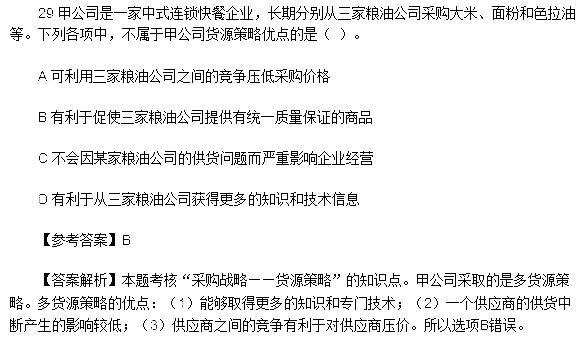 29 甲公司是一家中式连锁快餐企业，长期分别从三家粮油公司采购大米、面粉和色拉油
等。下列各项中，不属于甲公司货源策略优点的是（ ）。
A 可利用三家粮油公司之间的竞争压低采购价格
B 有利于促使三家粮油公司提供有统一质量保证的商品
C 不会因某家粮油公司的供货问题而严重影响企业经营
D 有利于从三家粮油公司获得更多的知识和技术信息
【参考答案】B
【答案解析】本题考核“采购战略——货源策略”的知识点。甲公司采取的是多货源策
略。多货源策略的优点：（1）能够取得更多的知识和专门技术；（2）一个供应商的供货中
断产生的影响较低；（3）供应商之间的竞争有利于对供应商压价。所以选项B错误。